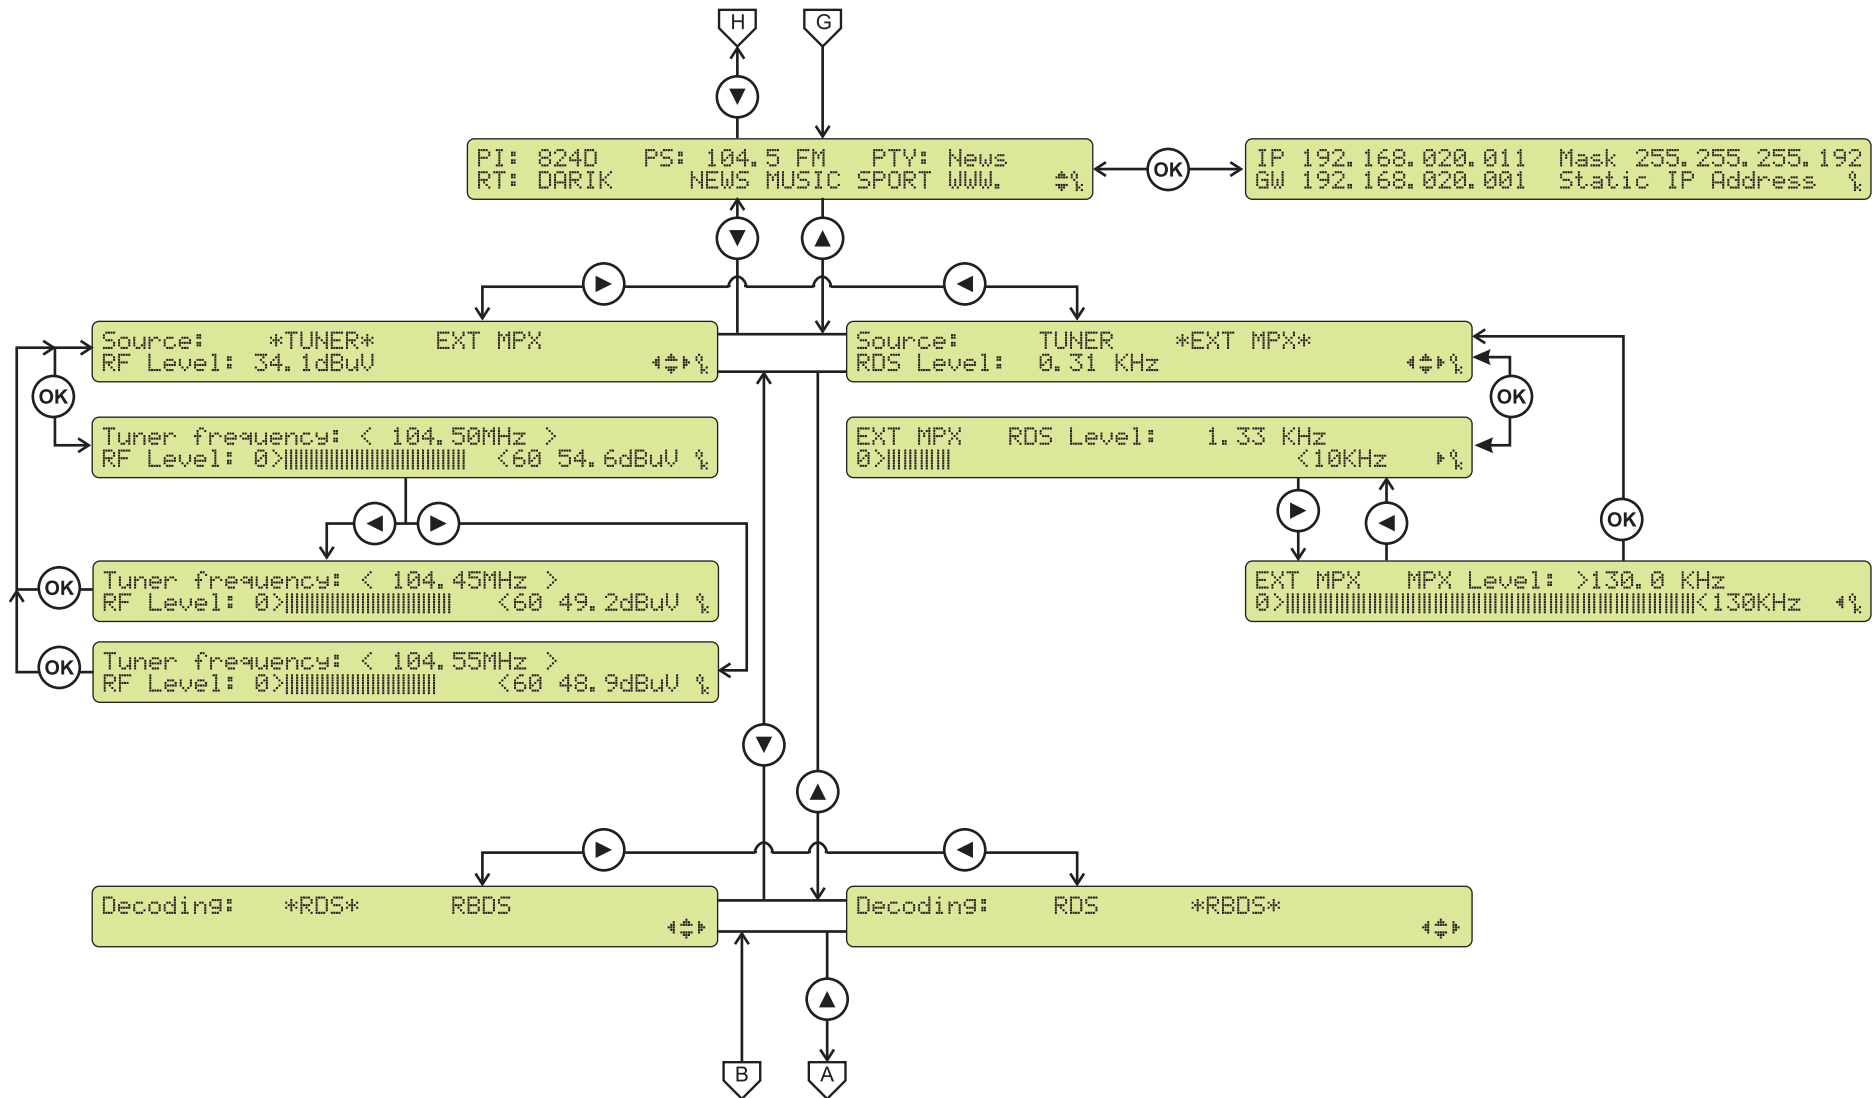 H
G
PI: 824D PS: 104.5 FM PTY: News
RT: DARIK NEWS MUSIC SPORT WWW.
OK
IP 192.168.020.011 Mask 255.255.255.192
GW 192.168.020.001 Static IP Address
Source: *TUNER* EXT MPX
RF Level: 34.1dBuV
Source: TUNER *EXT MPX*
RDS Level: 0.31 KHz
OK
OK
Tuner frequency: < 104.50MHz >
RF Level: 0>||||||||||||||||||||||||||||||||||| <60 54.6dBuV
EXT MPX RDS Level: 1.33 KHz
0>|||||||||||| <10KHz
OK
Tuner frequency: < 104.45MHz >
RF Level: 0>|||||||||||||||||||||||||||||||| <60 49.2dBuV
OK
EXT MPX MPX Level: >130.0 KHz
0>|||||||||||||||||||||||||||||||||||||||||||||||||||||||||||||||||||||||||||||||<130KHz
Tuner frequency: < 104.55MHz >
RF Level: 0>||||||||||||||||||||||||||||| <60 48.9dBuV
OK
Decoding: *RDS* RBDS
Decoding: RDS *RBDS*
B
A